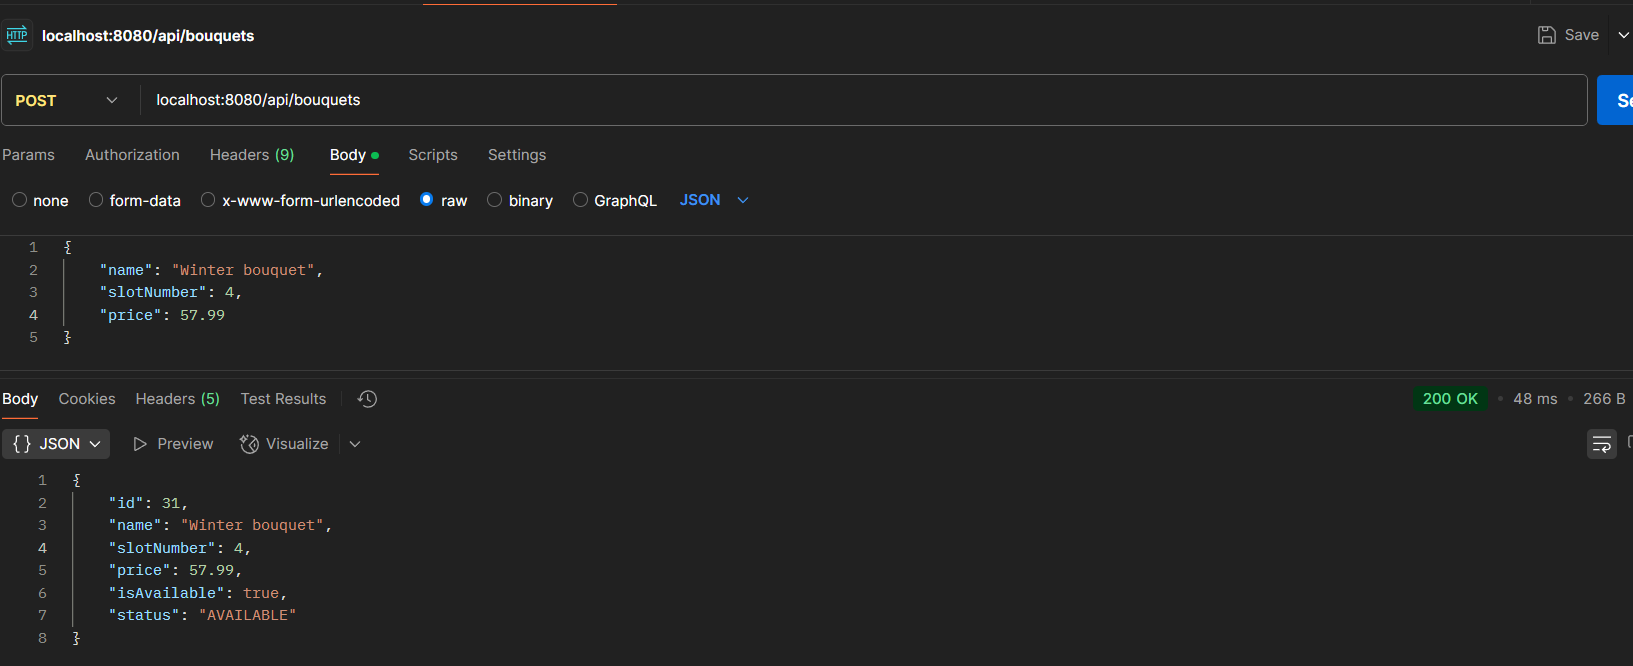 HTTP localhost:8080/api/bouquets Save
POST localhost:8080/api/bouquets Se
Params Authorization Headers (9) Body Scripts Settings
none form-data x-www-form-urlencoded raw binary GraphQL JSON
1 {
2 "name": "Winter bouquet",
3 "slotNumber": 4,
4 "price": 57.99
5 }
Body Cookies Headers (5) Test Results 200 OK • 48 ms • 266 B
{} JSON Preview Visualize
1 {
2 "id": 31,
3 "name": "Winter bouquet",
4 "slotNumber": 4,
5 "price": 57.99,
6 "isAvailable": true,
7 "status": "AVAILABLE"
8 }